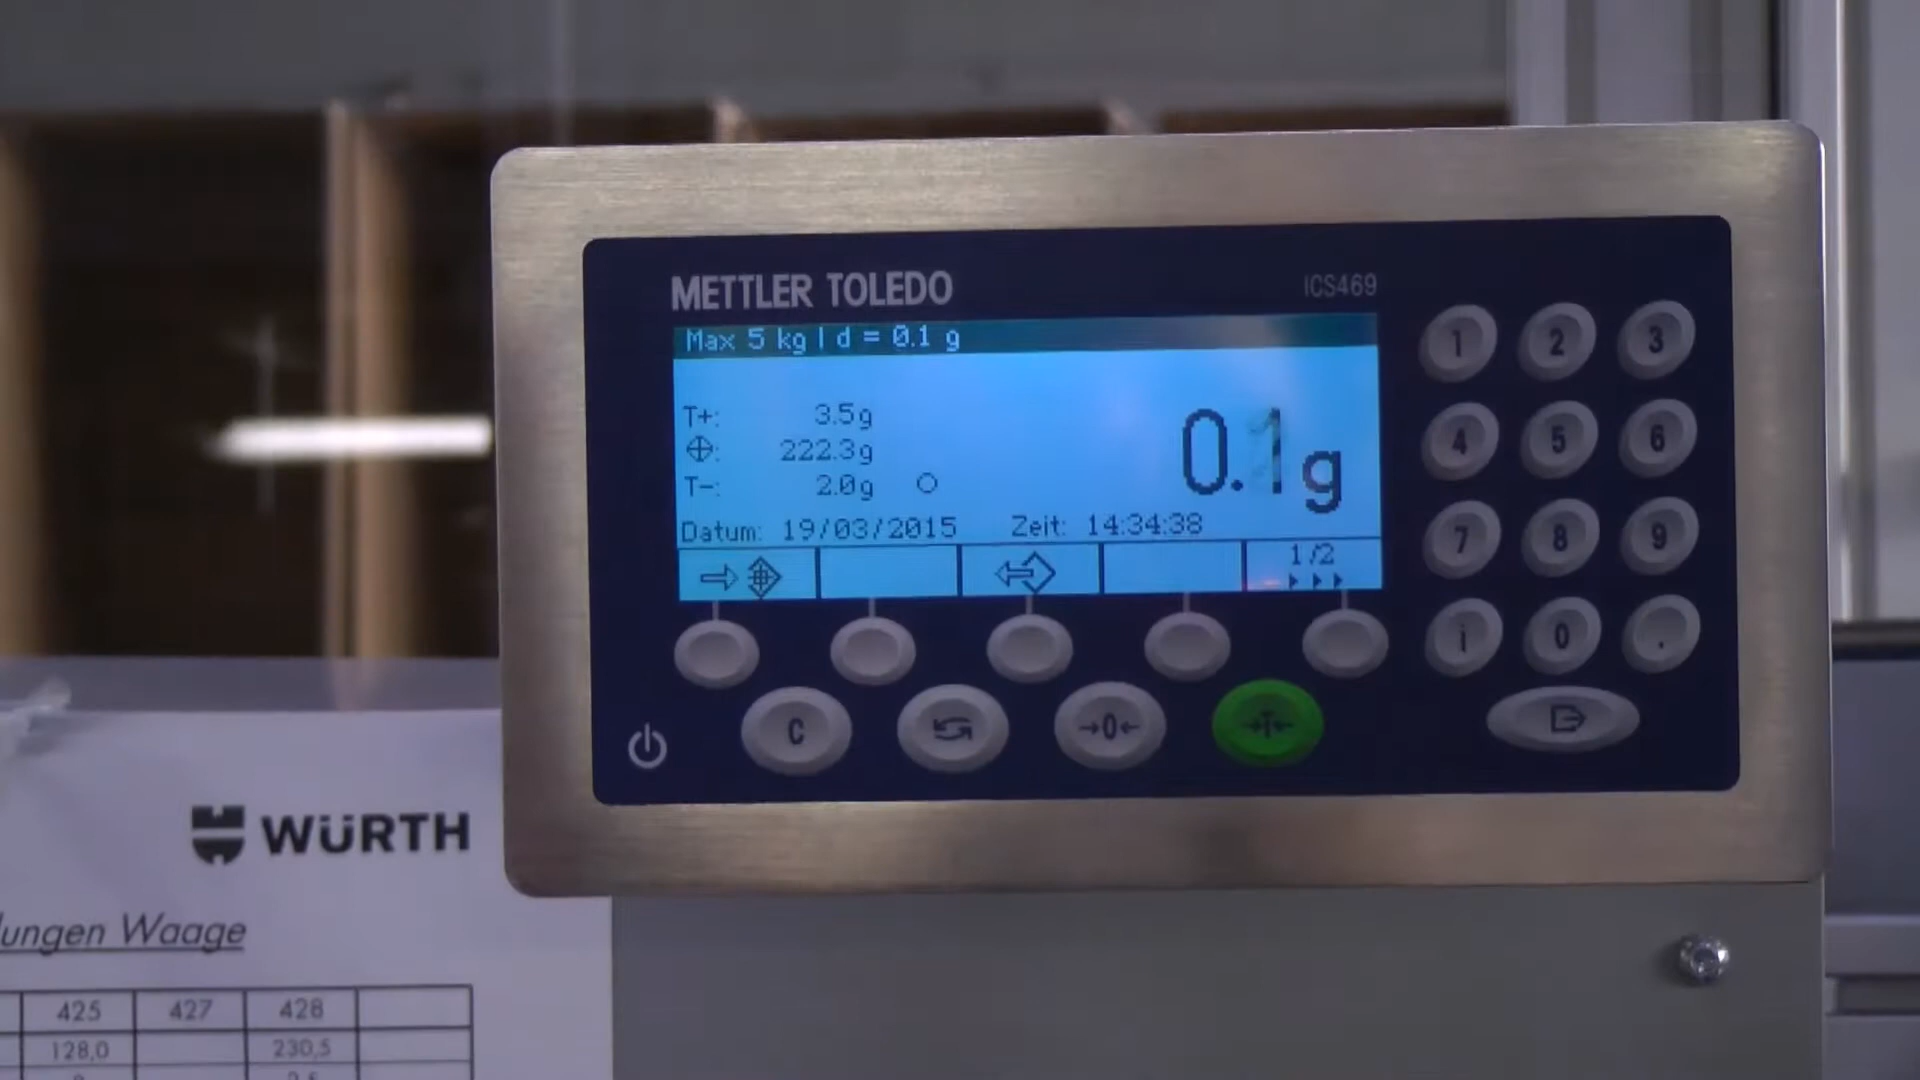 METTLER TOLEDO
ICS469
Max 5 kg | d = 0.1 g
T+: 3.5g
222.3g
T-: 2.0g
0.1g
Datum: 19/03/2015 Zeit: 14:34:38
1/2
1 2 3
4 5 6
7 8 9
i 0 .
C
→0←
→T←
WÜRTH
lungen Waage
425 427 428
128,0 230,5